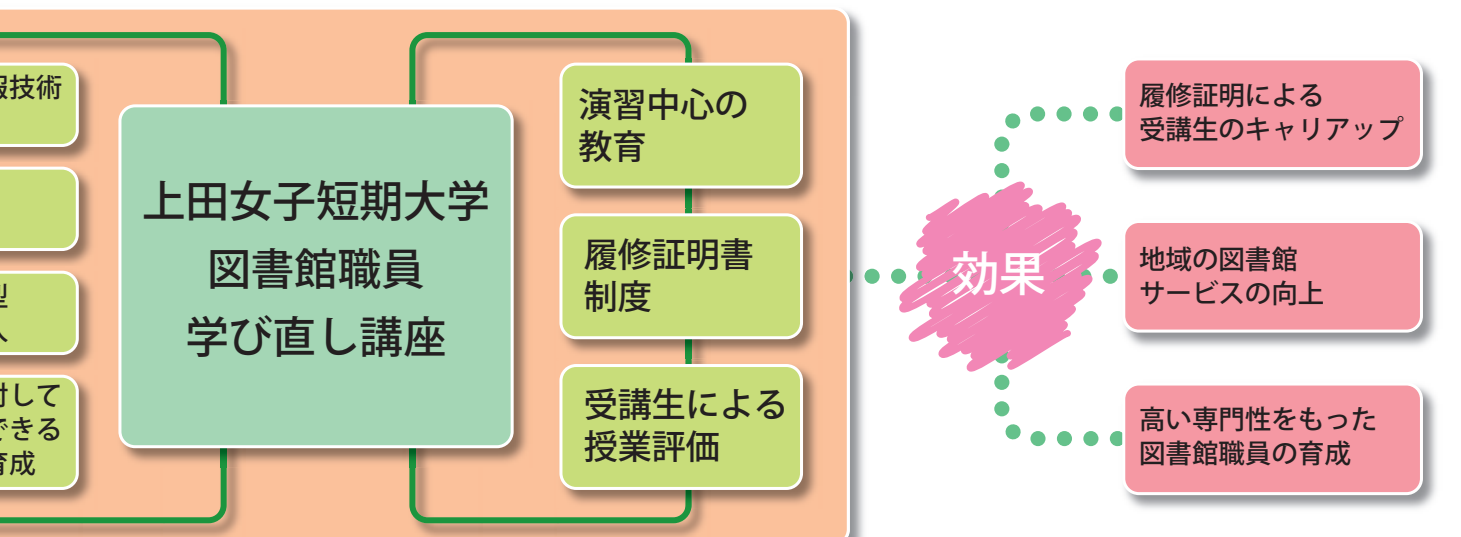 報技術
型
人
対して
できる
育成
上田女子短期大学
図書館職員
学び直し講座
演習中心の
教育
履修証明書
制度
受講生による
授業評価
効果
履修証明による
受講生のキャリアップ
地域の図書館
サービスの向上
高い専門性をもった
図書館職員の育成